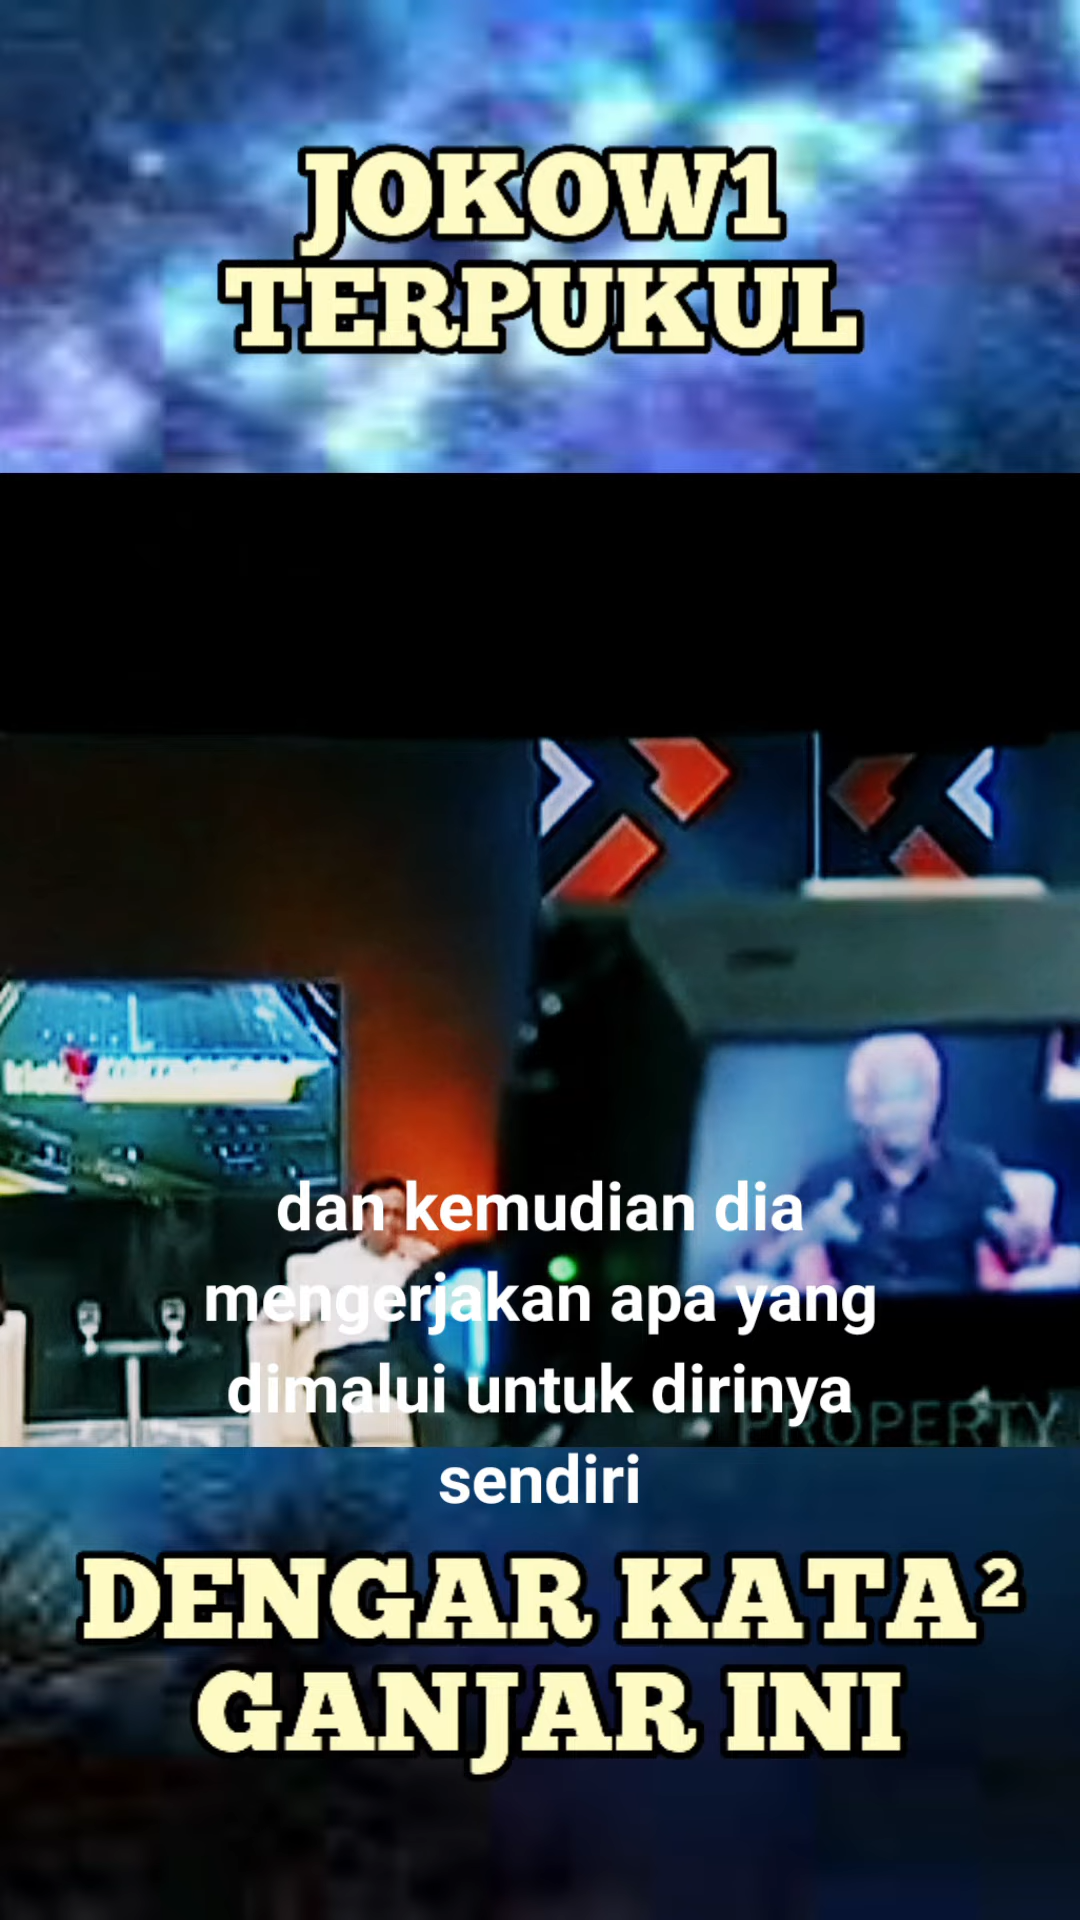 JOKOW1
TERPUKUL
dan kemudian dia
mengerjakan apa yang
dimalui untuk dirinya
PROPERTY
sendiri
DENGAR KATA²
GANJAR INI